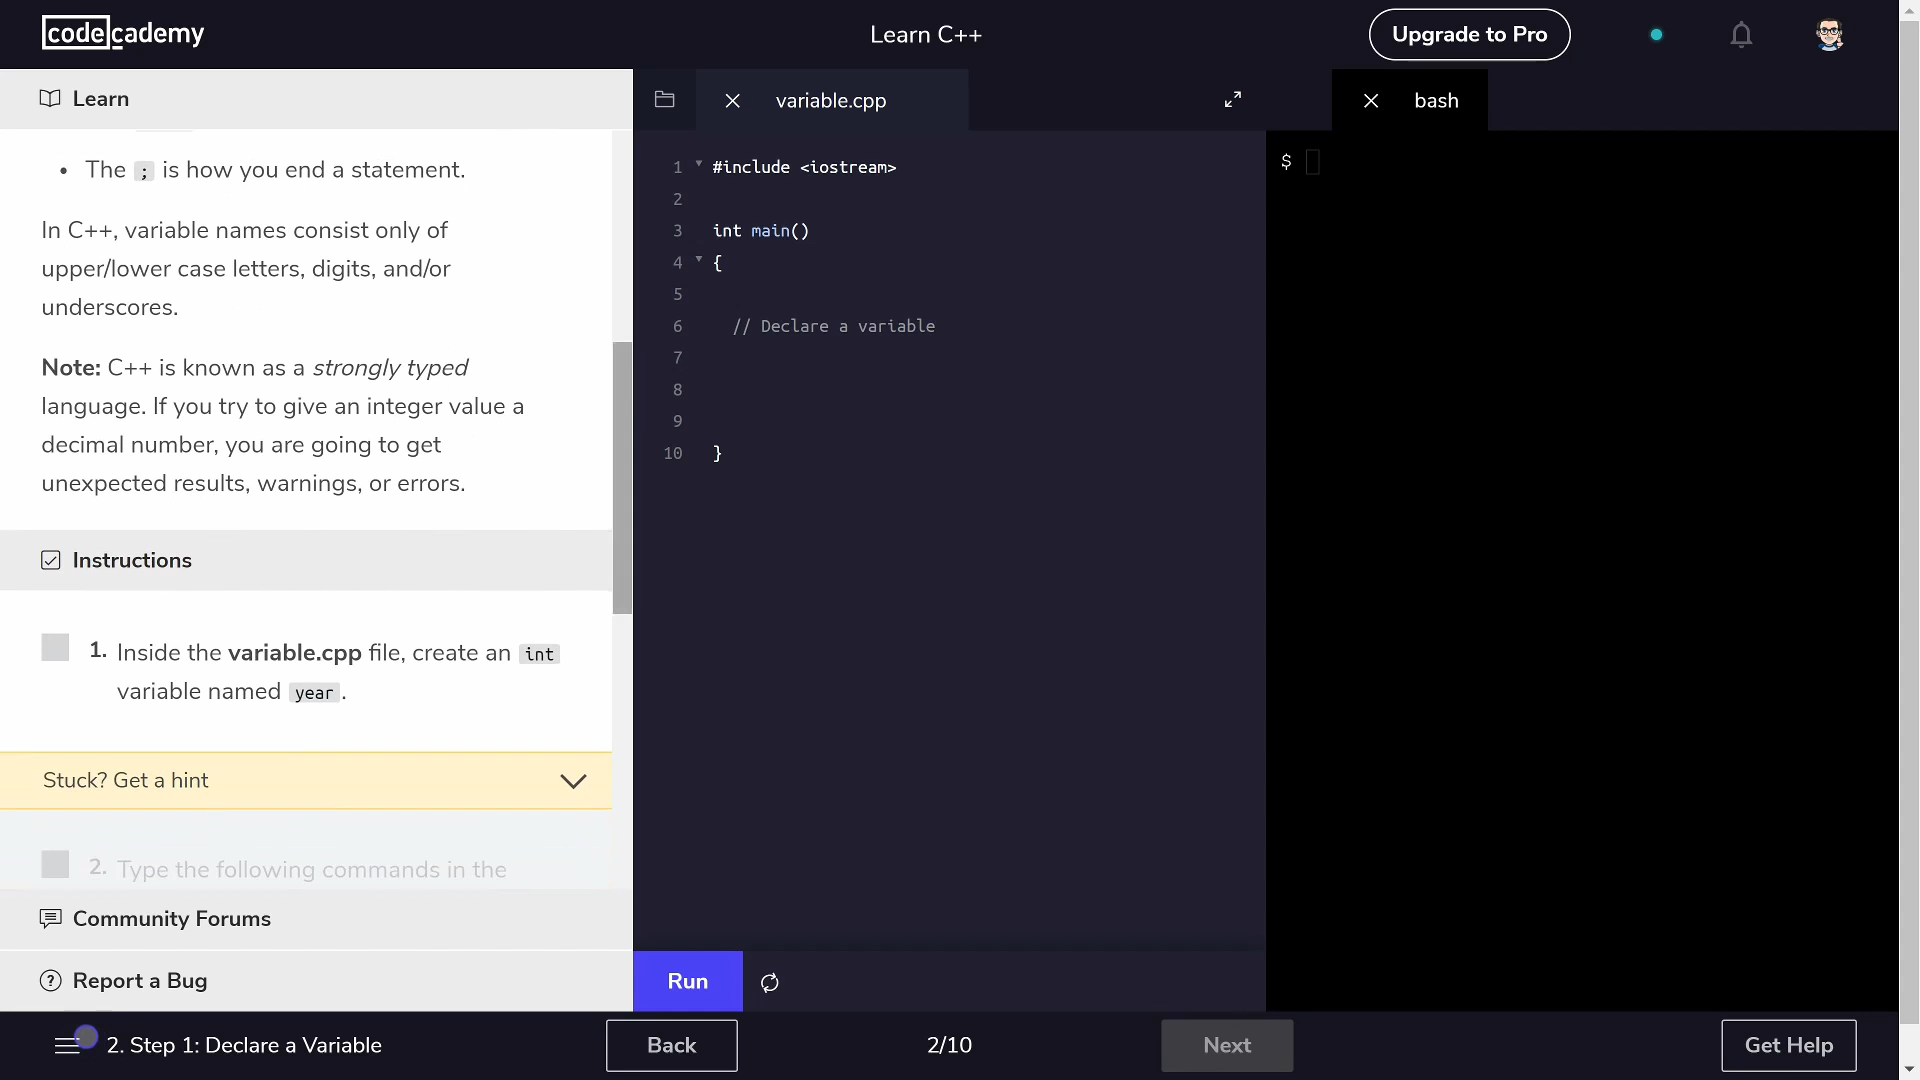 codecademy
Learn C++
Upgrade to Pro
Learn
The ; is how you end a statement.
In C++, variable names consist only of
upper/lower case letters, digits, and/or
underscores.
Note: C++ is known as a strongly typed
language. If you try to give an integer value a
decimal number, you are going to get
unexpected results, warnings, or errors.
Instructions
1. Inside the variable.cpp file, create an int
variable named year.
Stuck? Get a hint
2. Type the following commands in the
Community Forums
Report a Bug
variable.cpp
1 #include <iostream>
2
3 int main()
4 {
5
6 // Declare a variable
7
8
9
10 }
Run
bash
$
2. Step 1: Declare a Variable
Back
2/10
Next
Get Help